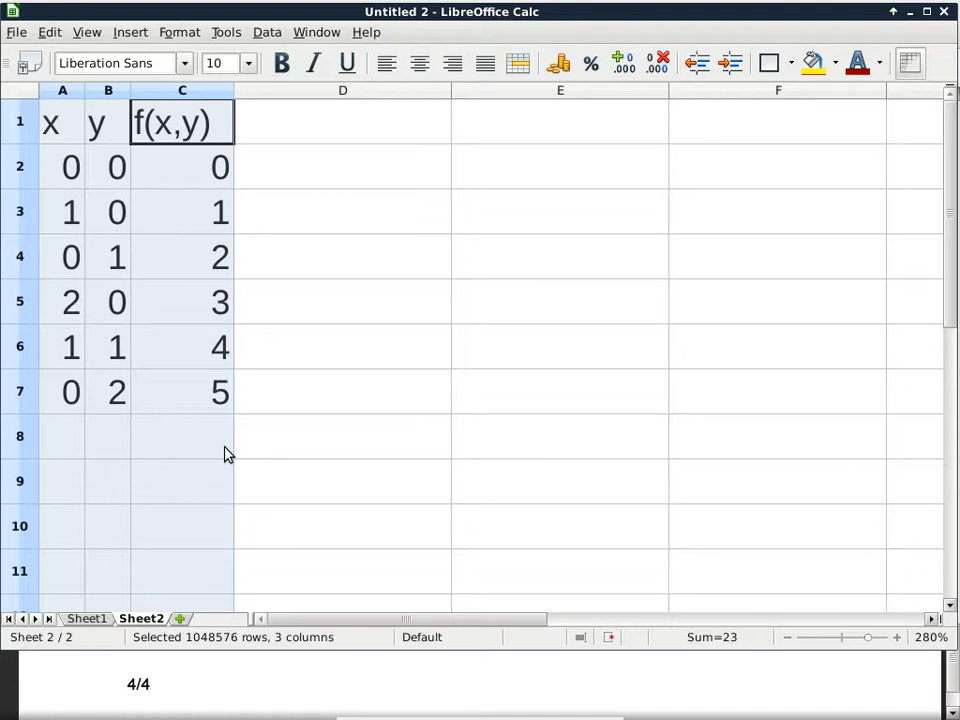 Untitled 2 - LibreOffice Calc
File Edit View Insert Format Tools Data Window Help
Liberation Sans 10
A B C D E F
1 x y f(x,y)
2 0 0 0
3 1 0 1
4 0 1 2
5 2 0 3
6 1 1 4
7 0 2 5
8
9
10
11
Sheet1 Sheet2
Sheet 2 / 2 Selected 1048576 rows, 3 columns Default Sum=23 280%
4/4